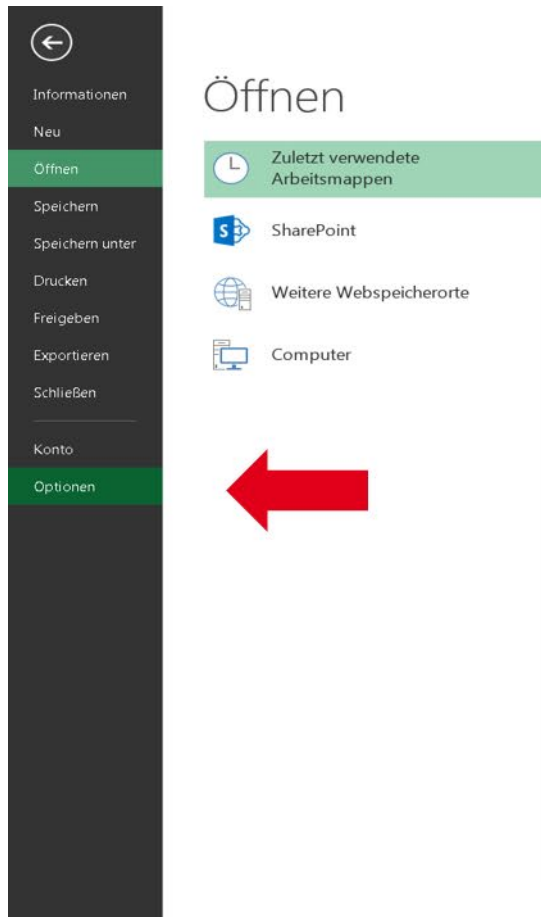 Informationen
Neu
Öffnen
Speichern
Speichern unter
Drucken
Freigeben
Exportieren
Schließen
Konto
Optionen
Öffnen
Zuletzt verwendete
Arbeitsmappen
S
SharePoint
Weitere Webspeicherorte
Computer